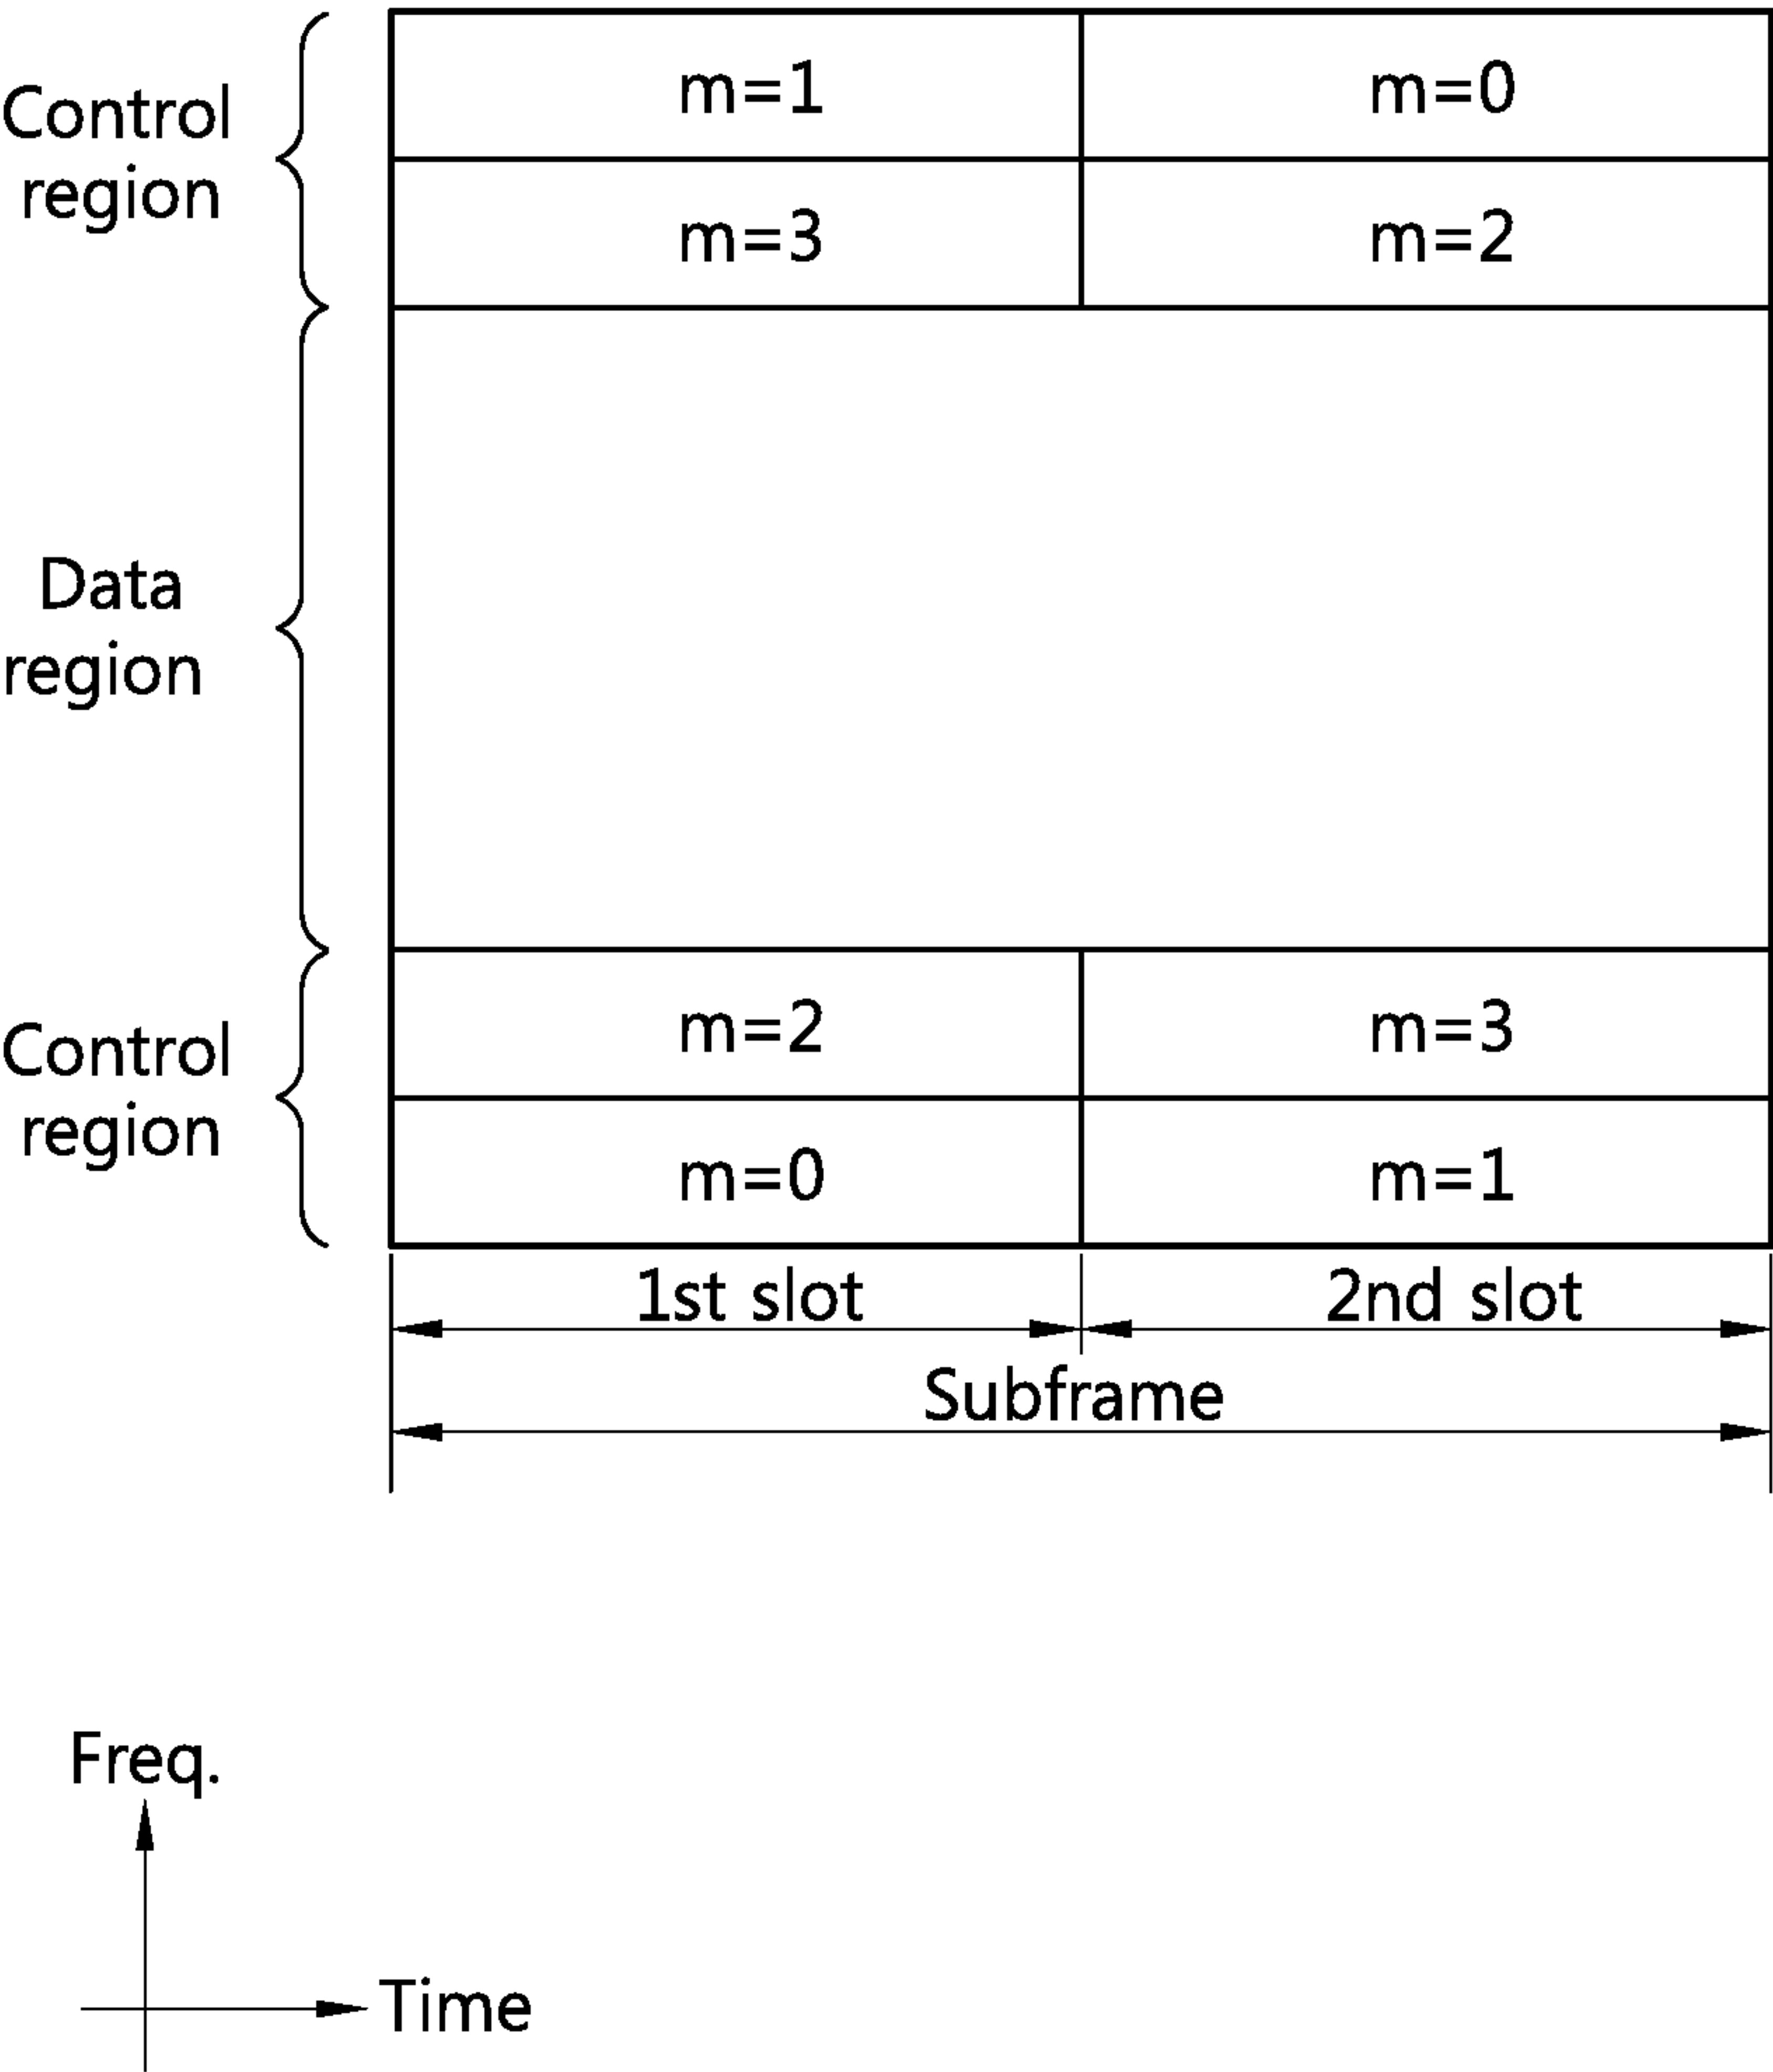 m=1 m=0
Control
region
m=3 m=2
Data
region
m=2 m=3
Control
region
m=0 m=1
1st slot 2nd slot
Subframe
Freq.
Time